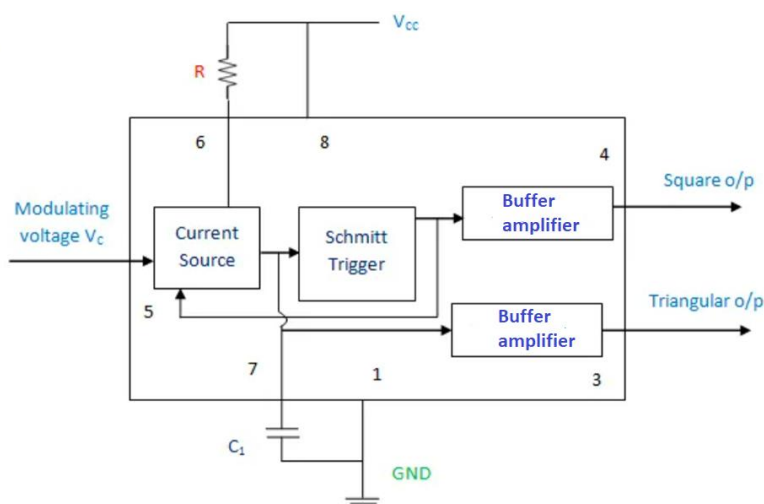 Vcc
R
6
8
4
Square o/p
Buffer
amplifier
Modulating
voltage Vc
Current
Source
Schmitt
Trigger
Triangular o/p
5
Buffer
amplifier
7
1
3
C1
GND